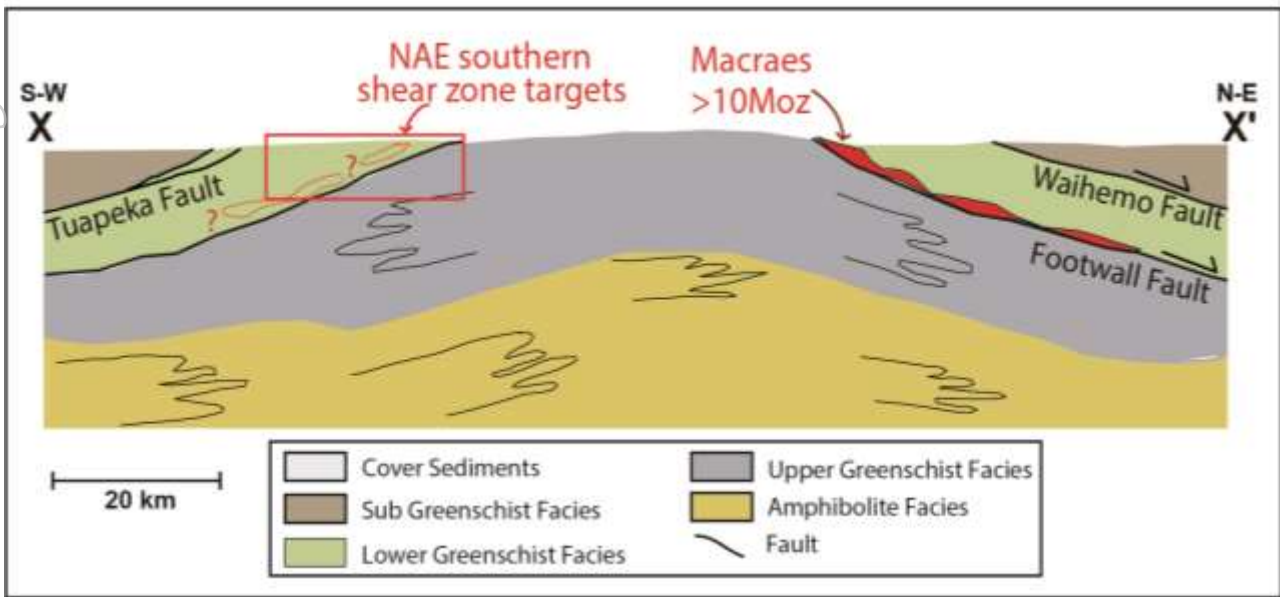 NAE southern
shear zone targets
Macraes
>10Moz
S-W
X
N-E
X'
?
?
Tuapeka Fault
Waihemo Fault
Footwall Fault
20 km
Cover Sediments
Sub Greenschist Facies
Lower Greenschist Facies
Upper Greenschist Facies
Amphibolite Facies
Fault